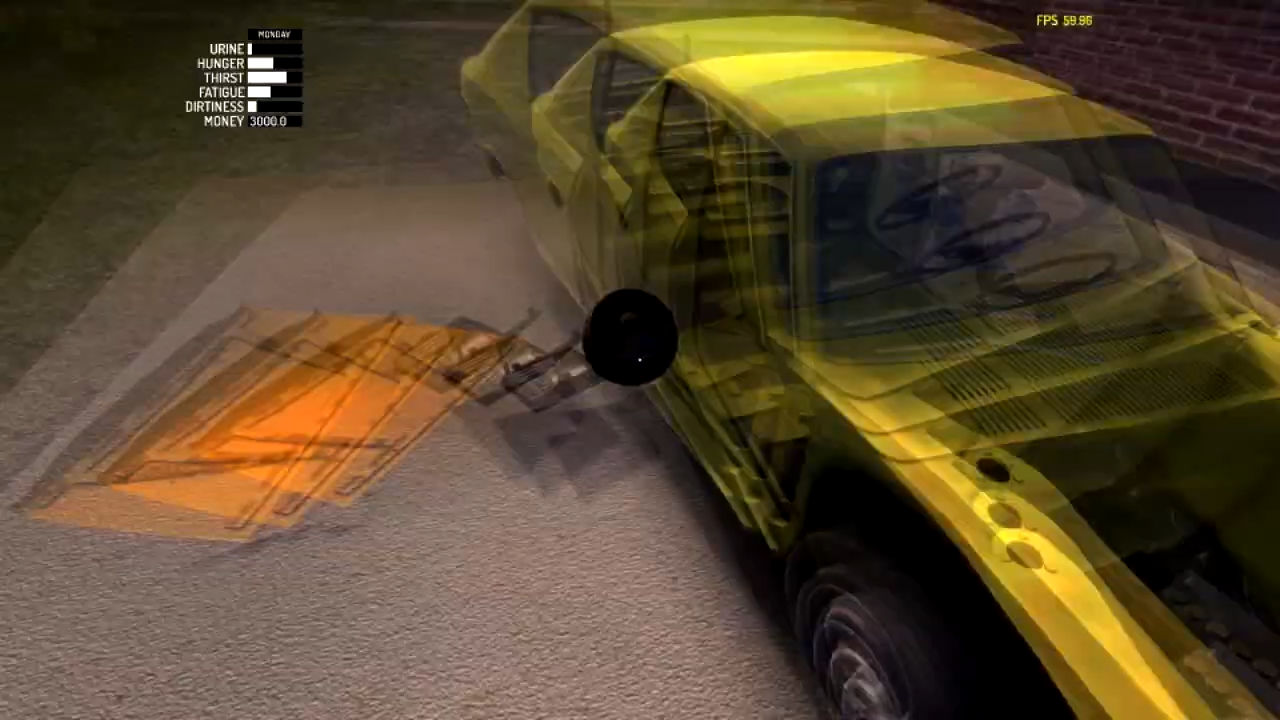 MONDAY
URINE
HUNGER
THIRST
FATIGUE
DIRTINESS
MONEY 3000.0
FPS 59.96